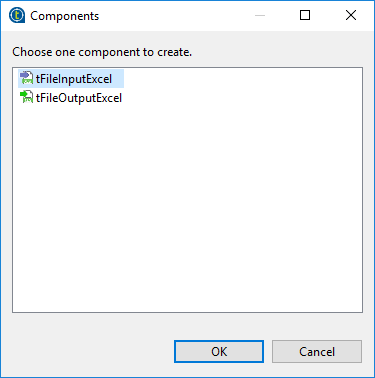 Components
Choose one component to create.
tFileInputExcel
tFileOutputExcel
OK
Cancel